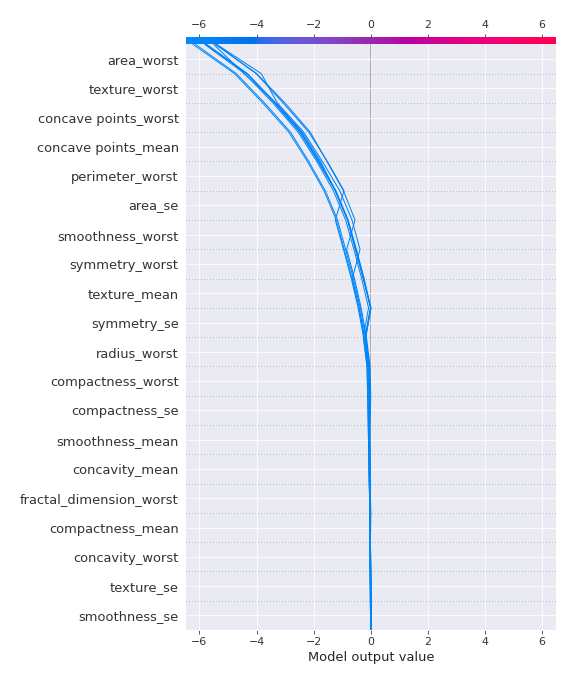 −6 −4 −2 0 2 4 6
area_worst
texture_worst
concave points_worst
concave points_mean
perimeter_worst
area_se
smoothness_worst
symmetry_worst
texture_mean
symmetry_se
radius_worst
compactness_worst
compactness_se
smoothness_mean
concavity_mean
fractal_dimension_worst
compactness_mean
concavity_worst
texture_se
smoothness_se
−6 −4 −2 0 2 4 6
Model output value